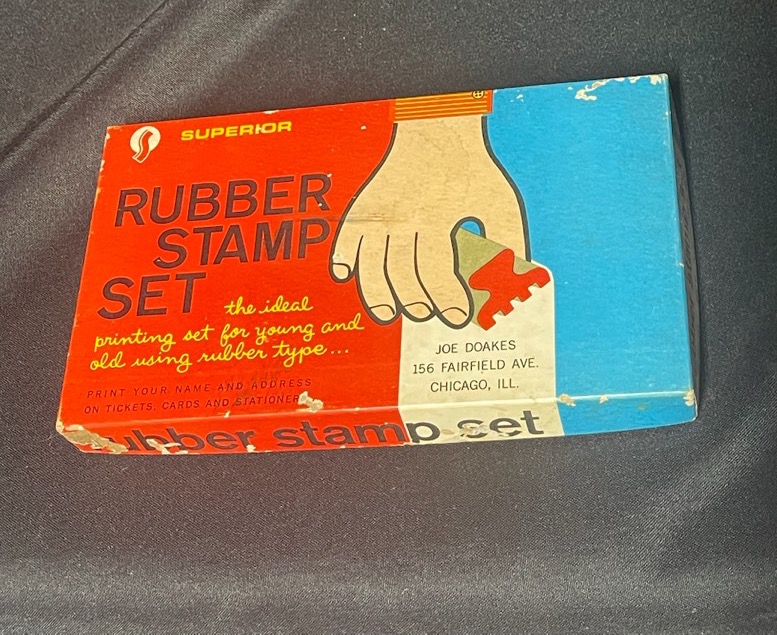 SUPERIOR
RUBBER
STAMP
SET
the ideal
printing set for young and
old using rubber type...
PRINT YOUR NAME AND ADDRESS
ON TICKETS, CARDS AND STATIONERY
JOE DOAKES
156 FAIRFIELD AVE.
CHICAGO, ILL.
rubber stamp set